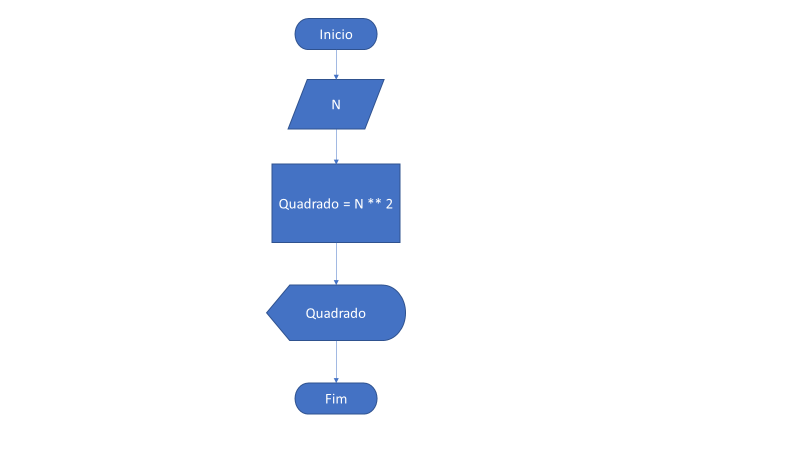 Inicio
N
Quadrado = N ** 2
Quadrado
Fim